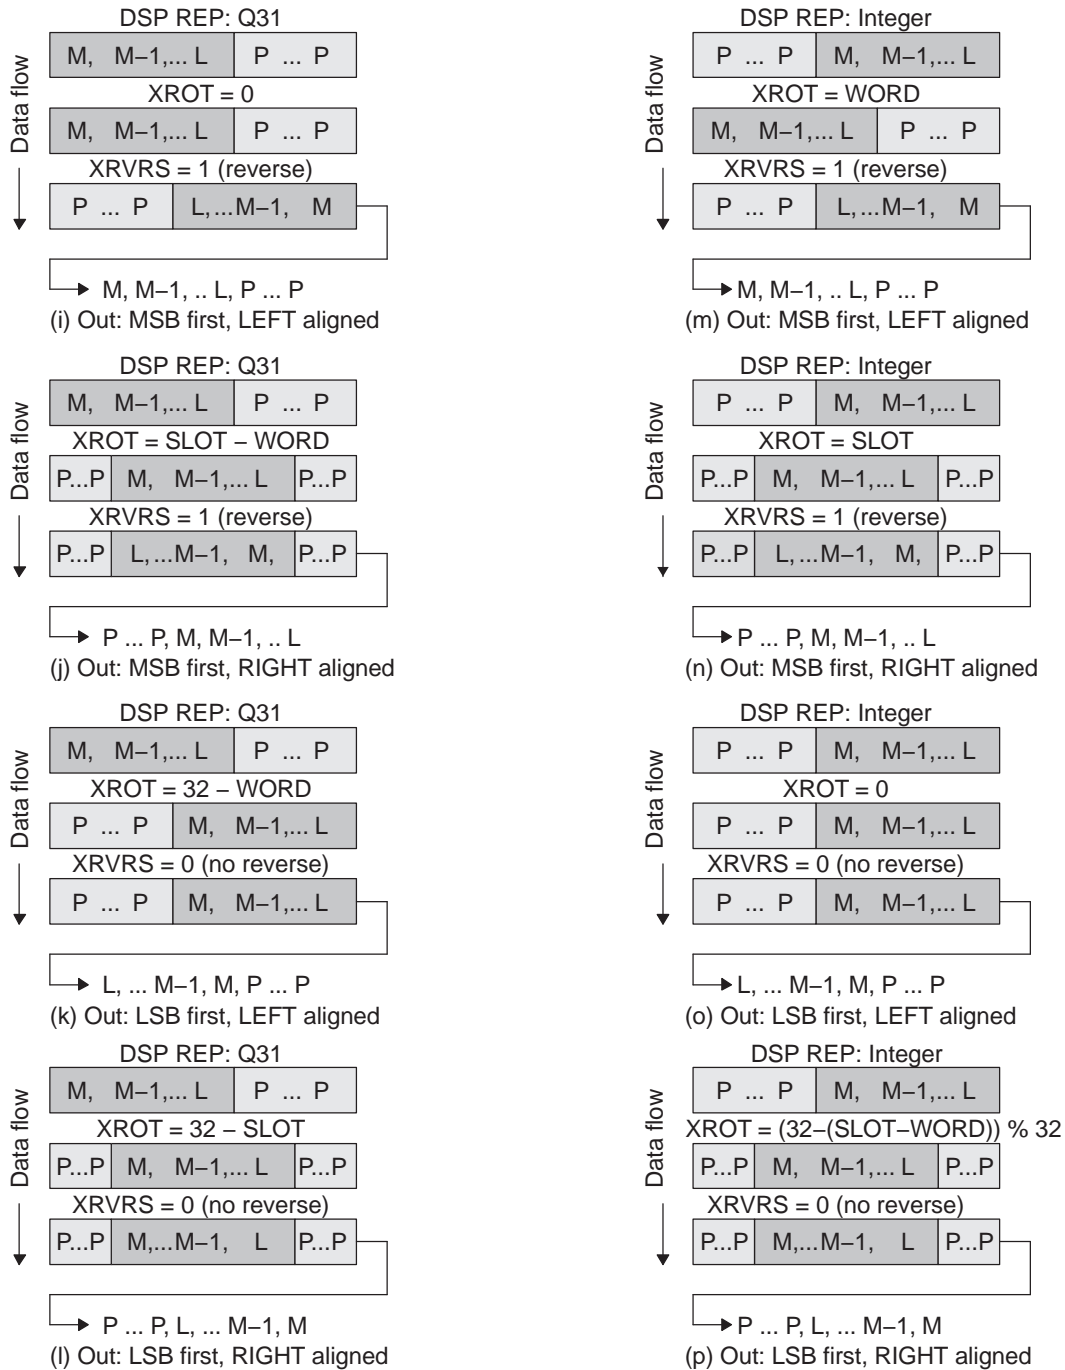 DSP REP: Q31
M, M–1,... L P ... P
XROT = 0
M, M–1,... L P ... P
XRVRS = 1 (reverse)
P ... P L,...M–1, M
Data flow
M, M–1, .. L, P ... P
(i) Out: MSB first, LEFT aligned
DSP REP: Integer
P ... P M, M–1,... L
XROT = WORD
M, M–1,... L P ... P
XRVRS = 1 (reverse)
P ... P L,...M–1, M
Data flow
M, M–1, .. L, P ... P
(m) Out: MSB first, LEFT aligned
DSP REP: Q31
M, M–1,... L P ... P
XROT = SLOT – WORD
P...P M, M–1,... L P...P
XRVRS = 1 (reverse)
P...P L,...M–1, M, P...P
Data flow
P ... P, M, M–1, .. L
(j) Out: MSB first, RIGHT aligned
DSP REP: Integer
P ... P M, M–1,... L
XROT = SLOT
P...P M, M–1,... L P...P
XRVRS = 1 (reverse)
P...P L,...M–1, M, P...P
Data flow
P ... P, M, M–1, .. L
(n) Out: MSB first, RIGHT aligned
DSP REP: Q31
M, M–1,... L P ... P
XROT = 32 – WORD
P ... P M, M–1,... L
XRVRS = 0 (no reverse)
P ... P M, M–1,... L
Data flow
L, ... M–1, M, P ... P
(k) Out: LSB first, LEFT aligned
DSP REP: Integer
P ... P M, M–1,... L
XROT = 0
P ... P M, M–1,... L
XRVRS = 0 (no reverse)
P ... P M, M–1,... L
Data flow
L, ... M–1, M, P ... P
(o) Out: LSB first, LEFT aligned
DSP REP: Q31
M, M–1,... L P ... P
XROT = 32 – SLOT
P...P M, M–1,... L P...P
XRVRS = 0 (no reverse)
P...P M,...M–1, L P...P
Data flow
P ... P, L, ... M–1, M
(l) Out: LSB first, RIGHT aligned
DSP REP: Integer
P ... P M, M–1,... L
XROT = (32–(SLOT–WORD)) % 32
P...P M, M–1,... L P...P
XRVRS = 0 (no reverse)
P...P M,...M–1, L P...P
Data flow
P ... P, L, ... M–1, M
(p) Out: LSB first, RIGHT aligned